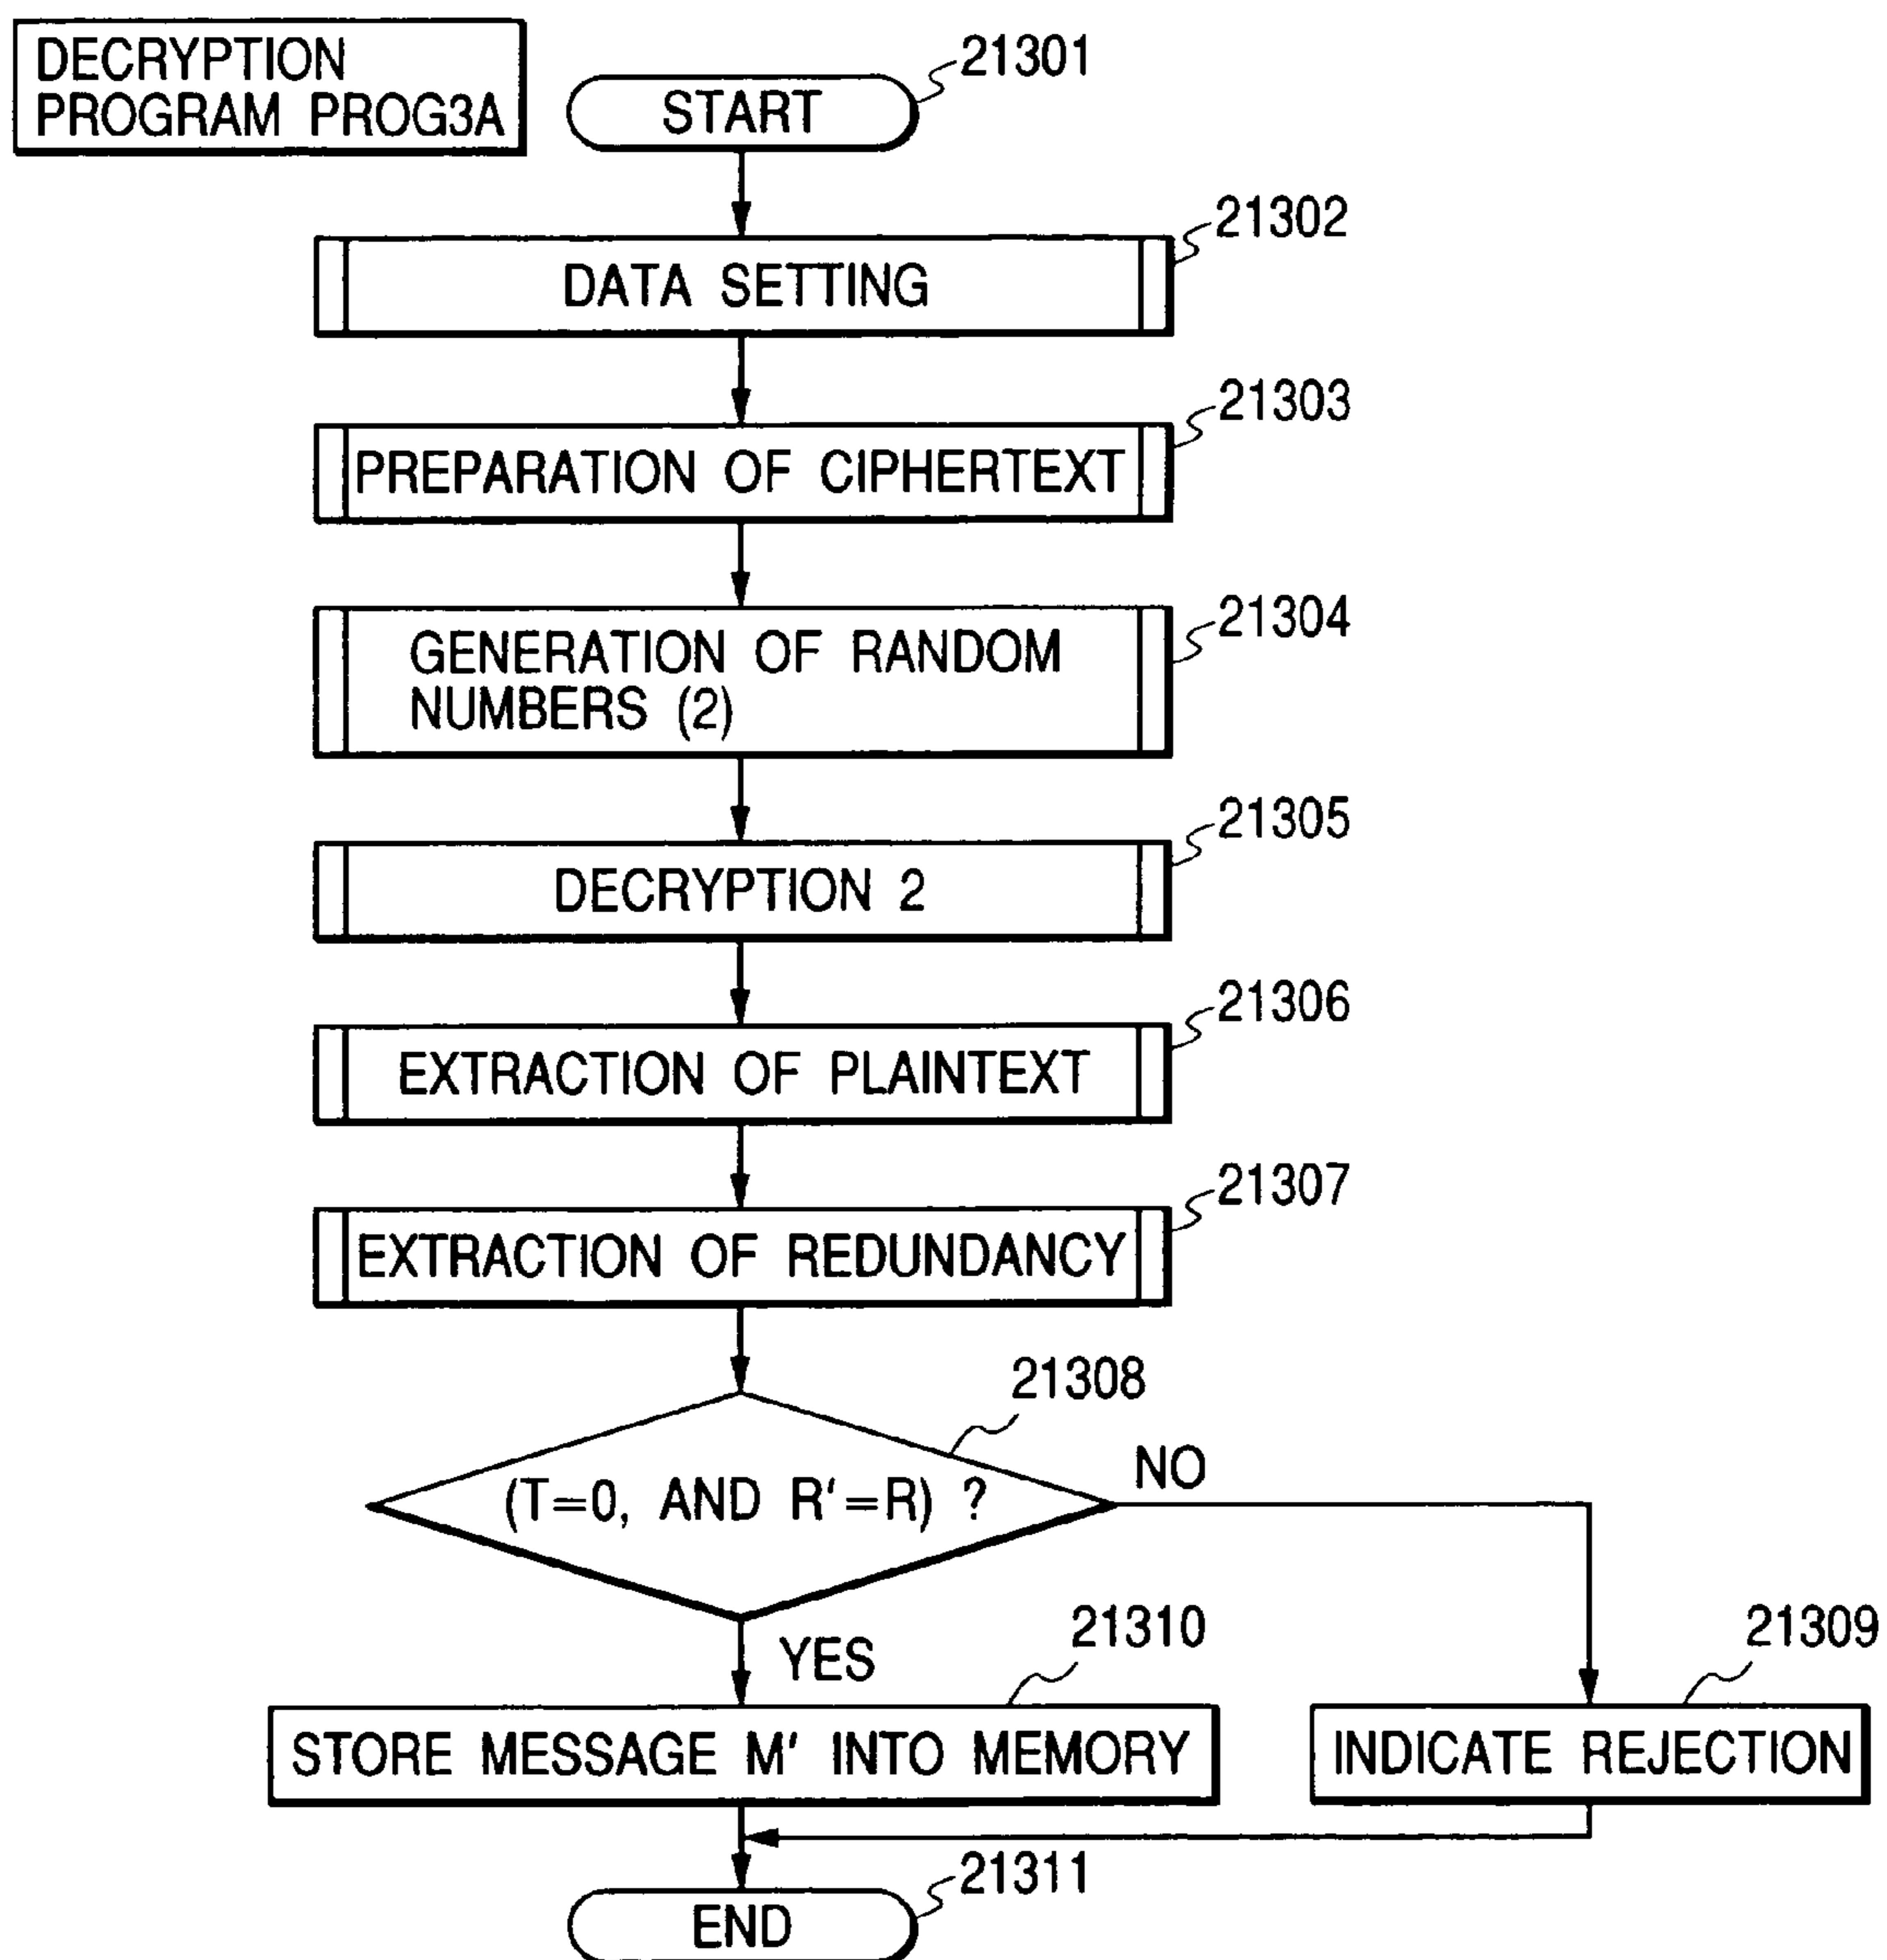 DECRYPTION
PROGRAM PROG3A
START
21301
DATA SETTING
21302
PREPARATION OF CIPHERTEXT
21303
GENERATION OF RANDOM
NUMBERS (2)
21304
DECRYPTION 2
21305
EXTRACTION OF PLAINTEXT
21306
EXTRACTION OF REDUNDANCY
21307
21308
(T=0, AND R'=R) ?
NO
YES
21310
21309
STORE MESSAGE M' INTO MEMORY
INDICATE REJECTION
21311
END